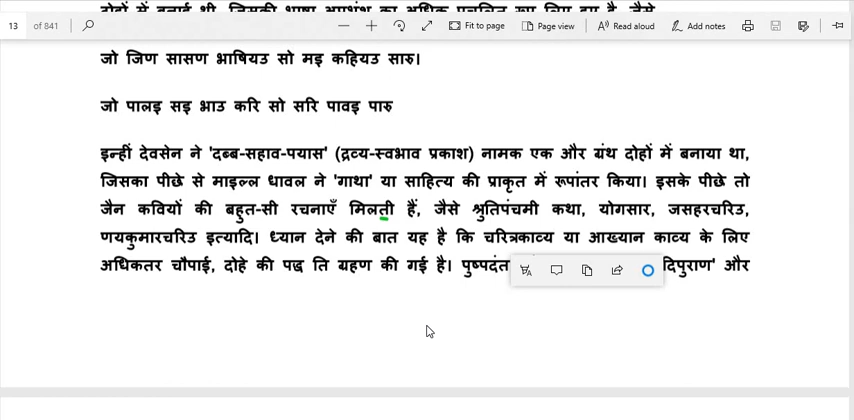 13 of 841 Fit to page Page view Read aloud Add notes
जो जिण सासण भाषियउ सो मइ कहियउ सारु।
जो पालइ सइ भाउ करि सो सरि पावइ पारु
इन्हीं देवसेन ने 'दब्ब-सहाव-पयास' (द्रव्य-स्वभाव प्रकाश) नामक एक और ग्रंथ दोहों में बनाया था,
जिसका पीछे से माइल्ल धावल ने 'गाथा' या साहित्य की प्राकृत में रूपांतर किया। इसके पीछे तो
जैन कवियों की बहुत-सी रचनाएँ मिलती हैं, जैसे श्रुतिपंचमी कथा, योगसार, जसहरचरिउ,
णयकुमारचरिउ इत्यादि। ध्यान देने की बात यह है कि चरित्रकाव्य या आख्यान काव्य के लिए
अधिकतर चौपाई, दोहे की पद्ध ति ग्रहण की गई है। पुष्पदंत दिपुराण' और